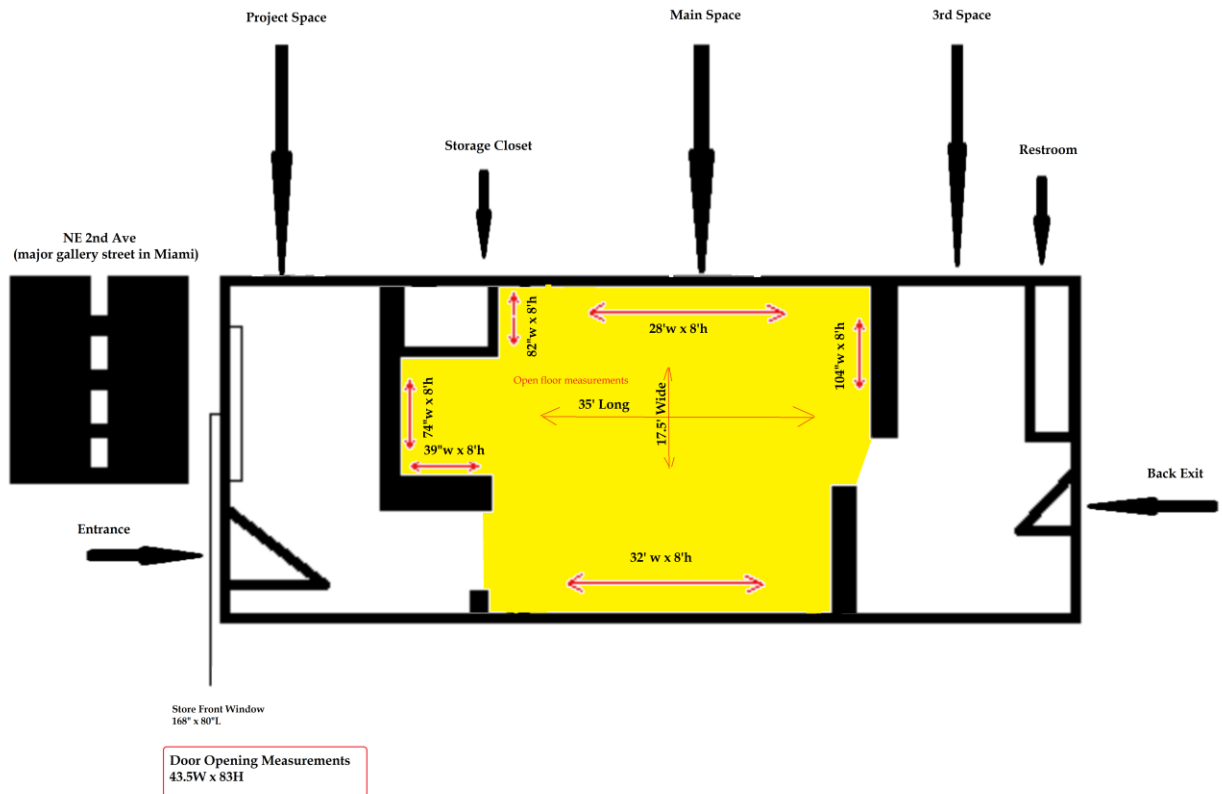 Project Space
Main Space
3rd Space
Storage Closet
Restroom
NE 2nd Ave
(major gallery street in Miami)
82"w x 8'h
28'w x 8'h
104"w x 8'h
Open floor measurements
74"w x 8'h
35' Long
17.5' Wide
39"w x 8'h
Back Exit
Entrance
32' w x 8'h
Store Front Window
168" x 80"L
Door Opening Measurements
43.5W x 83H